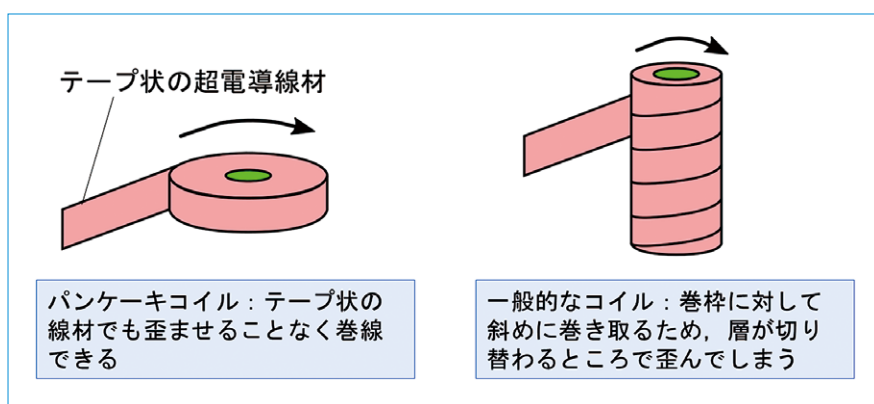 テープ状の超電導線材
パンケーキコイル：テープ状の
線材でも歪ませることなく巻線
できる
一般的なコイル：巻枠に対して
斜めに巻き取るため，層が切り
替わるところで歪んでしまう